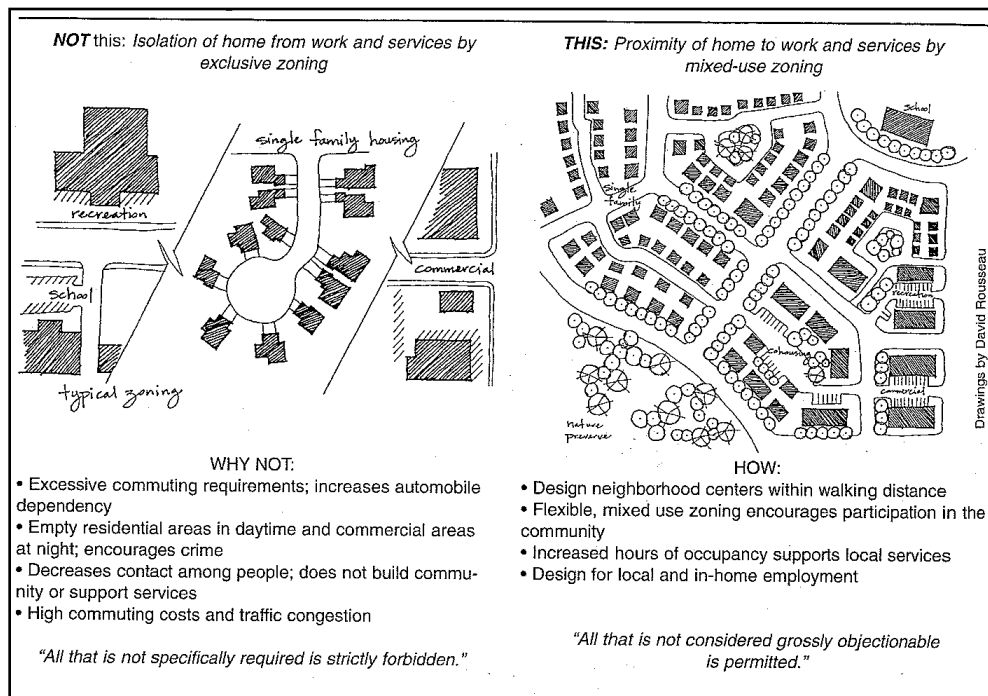 NOT this: Isolation of home from work and services by
exclusive zoning
single family housing
recreation
commercial
school
typical zoning
WHY NOT:
• Excessive commuting requirements; increases automobile
dependency
• Empty residential areas in daytime and commercial areas
at night; encourages crime
• Decreases contact among people; does not build commu-
nity or support services
• High commuting costs and traffic congestion
"All that is not specifically required is strictly forbidden."
THIS: Proximity of home to work and services by
mixed-use zoning
school
single
family
recreation
cohousing
commercial
nature
preserve
Drawings by David Rousseau
HOW:
• Design neighborhood centers within walking distance
• Flexible, mixed use zoning encourages participation in the
community
• Increased hours of occupancy supports local services
• Design for local and in-home employment
"All that is not considered grossly objectionable
is permitted."